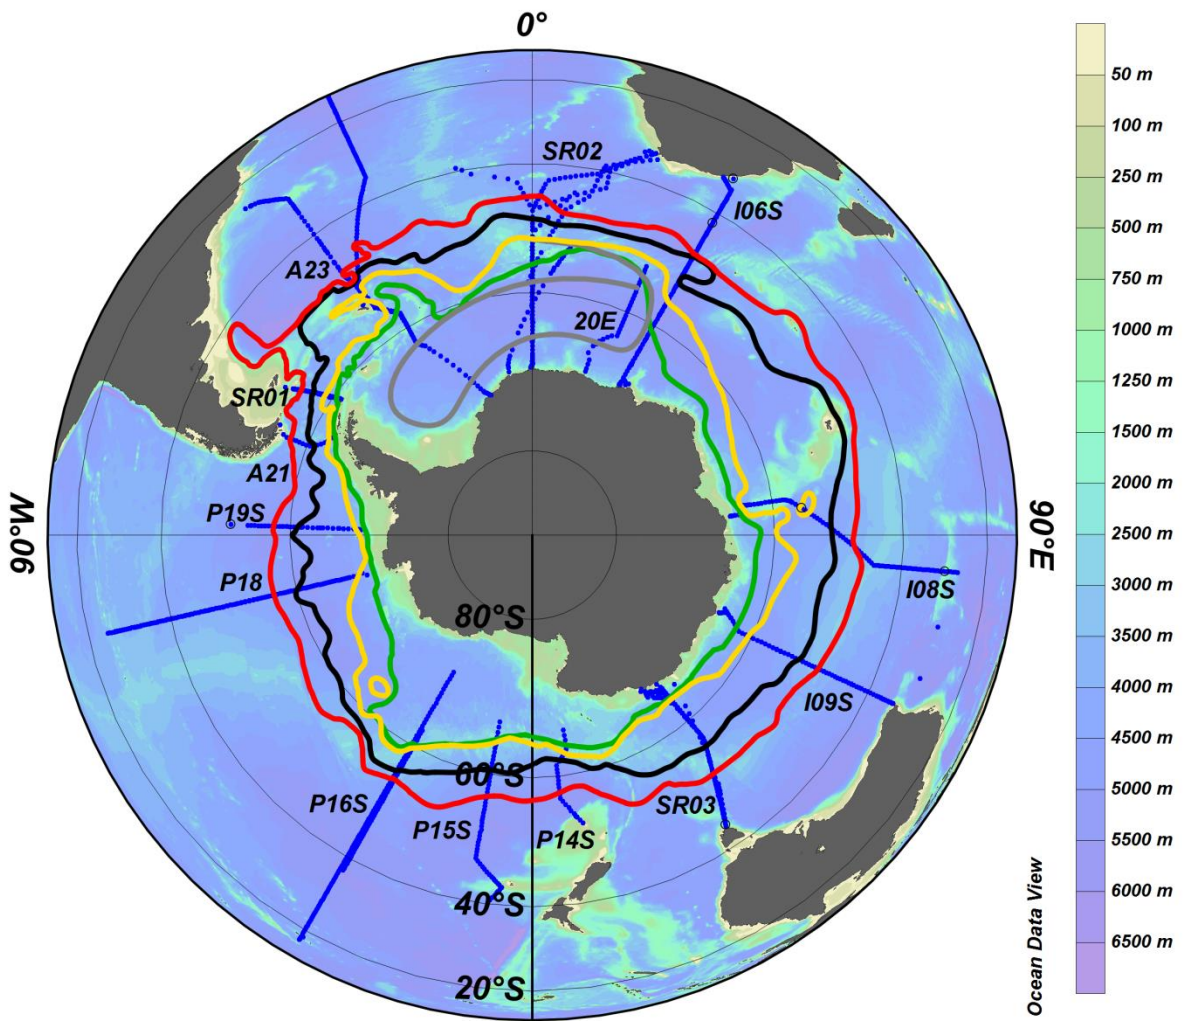 0°
SR02
I06S
A23
20E
SR01
A21
P19S
90°W
P18
90°E
I08S
80°S
I09S
60°S
P16S
P15S
P14S
SR03
40°S
20°S
50 m
100 m
250 m
500 m
750 m
1000 m
1250 m
1500 m
2000 m
2500 m
3000 m
3500 m
4000 m
4500 m
5000 m
5500 m
6000 m
6500 m
Ocean Data View